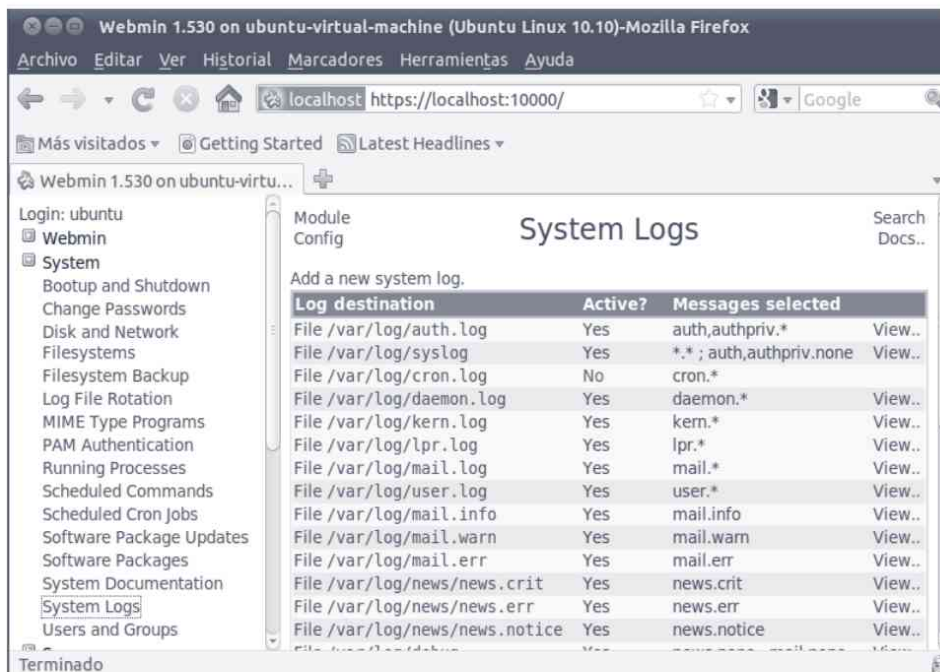 Webmin 1.530 on ubuntu-virtual-machine (Ubuntu Linux 10.10)-Mozilla Firefox
Archivo Editar Ver Historial Marcadores Herramientas Ayuda
localhost https://localhost:10000/ Google
Más visitados Getting Started Latest Headlines
Webmin 1.530 on ubuntu-virtu...
Login: ubuntu
Webmin
System
Bootup and Shutdown
Change Passwords
Disk and Network
Filesystems
Filesystem Backup
Log File Rotation
MIME Type Programs
PAM Authentication
Running Processes
Scheduled Commands
Scheduled Cron Jobs
Software Package Updates
Software Packages
System Documentation
System Logs
Users and Groups
Module
Config
System Logs
Search
Docs..
Add a new system log.
Log destination Active? Messages selected
File /var/log/auth.log Yes auth,authpriv.* View..
File /var/log/syslog Yes *.* ; auth,authpriv.none View..
File /var/log/cron.log No cron.*
File /var/log/daemon.log Yes daemon.* View..
File /var/log/kern.log Yes kern.* View..
File /var/log/lpr.log Yes lpr.* View..
File /var/log/mail.log Yes mail.* View..
File /var/log/user.log Yes user.* View..
File /var/log/mail.info Yes mail.info View..
File /var/log/mail.warn Yes mail.warn View..
File /var/log/mail.err Yes mail.err View..
File /var/log/news/news.crit Yes news.crit View..
File /var/log/news/news.err Yes news.err View..
File /var/log/news/news.notice Yes news.notice View..
Terminado